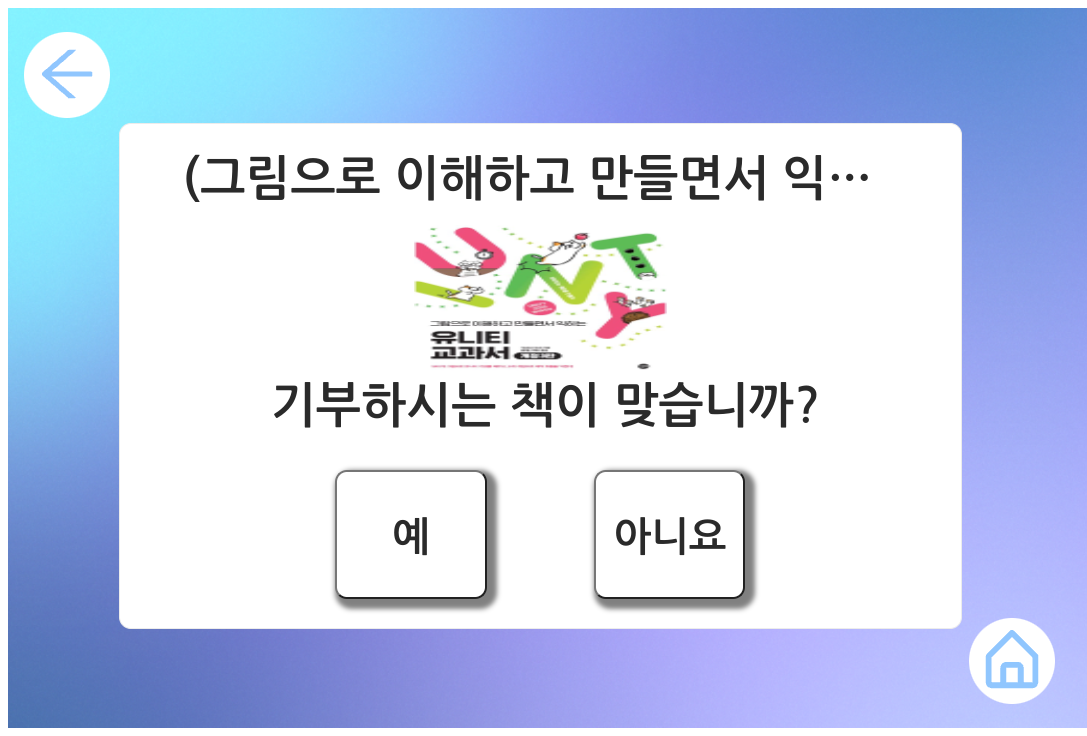 (그림으로 이해하고 만들면서 익…
UNITY
그림으로 이해하고 만들면서 익히는
유니티
교과서
개정3판
기부하시는 책이 맞습니까?
예
아니요